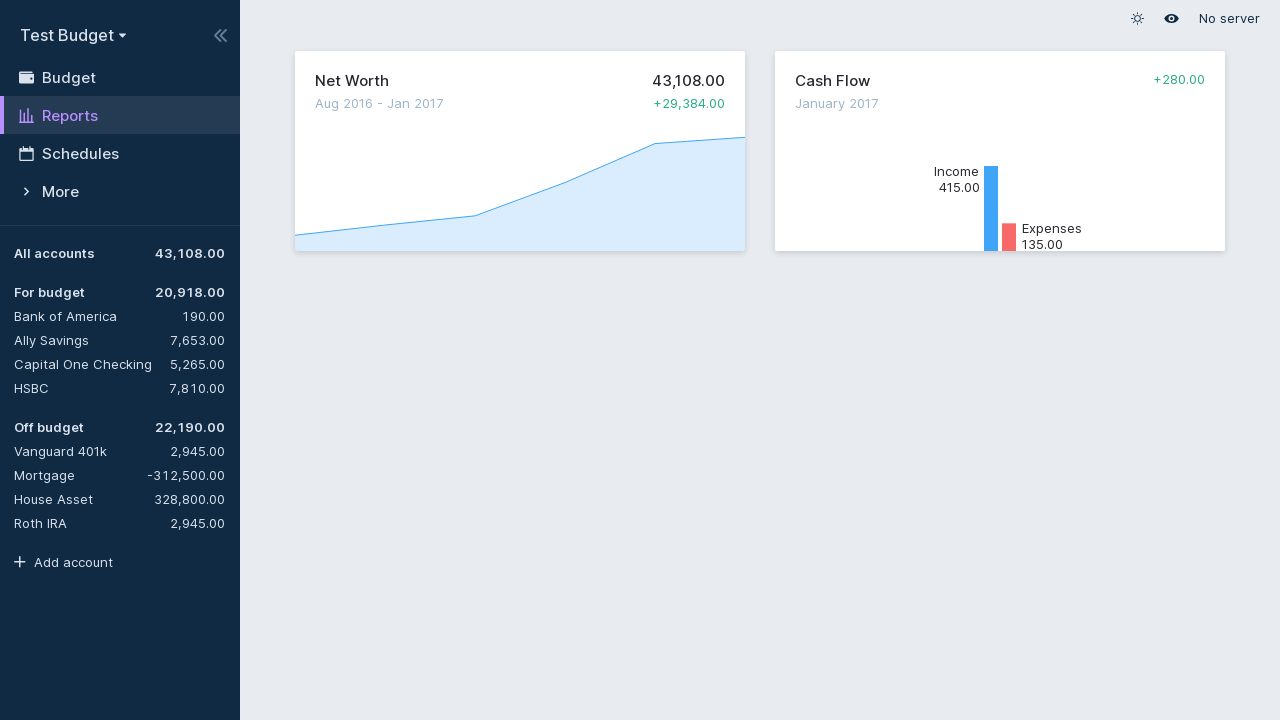 Test Budget
Budget
Reports
Schedules
More
All accounts 43,108.00
For budget 20,918.00
Bank of America 190.00
Ally Savings 7,653.00
Capital One Checking 5,265.00
HSBC 7,810.00
Off budget 22,190.00
Vanguard 401k 2,945.00
Mortgage -312,500.00
House Asset 328,800.00
Roth IRA 2,945.00
Add account
No server
Net Worth 43,108.00
Aug 2016 - Jan 2017 +29,384.00
Cash Flow +280.00
January 2017
Income
415.00
Expenses
135.00